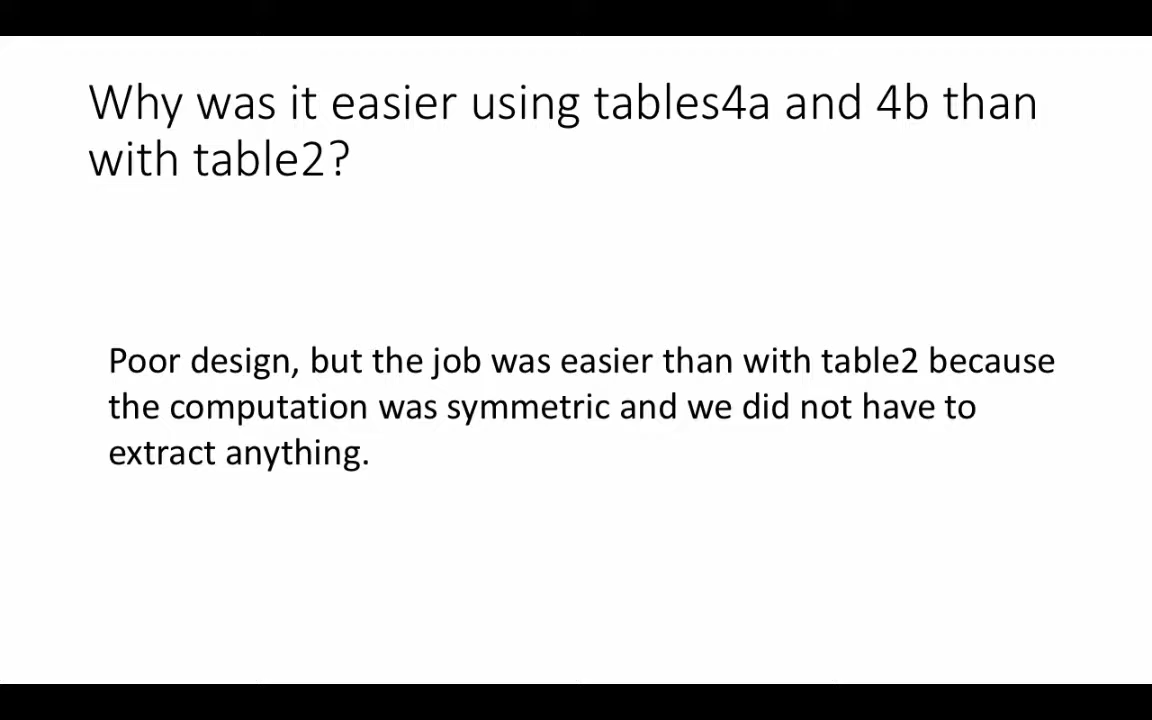 Why was it easier using tables4a and 4b than
with table2?
Poor design, but the job was easier than with table2 because
the computation was symmetric and we did not have to
extract anything.